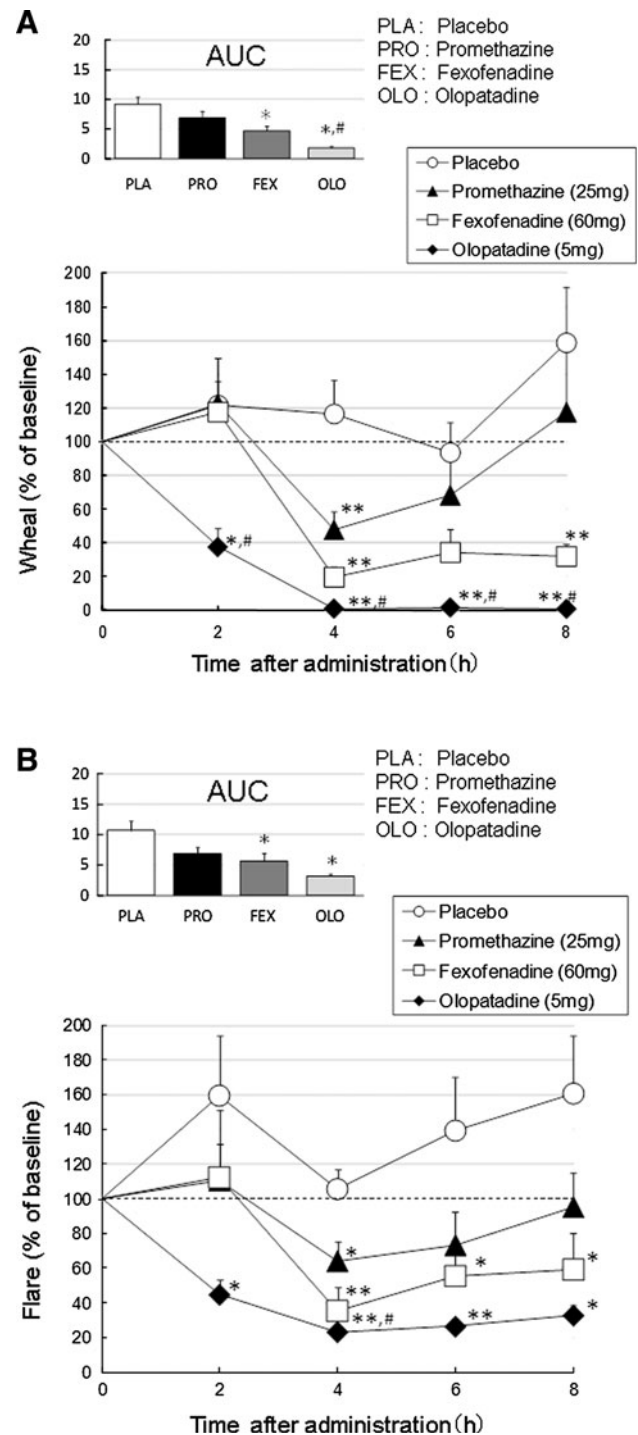 A
AUC
20
15
10
5
0
PLA
PRO
FEX
OLO
*
*,#
PLA : Placebo
PRO : Promethazine
FEX : Fexofenadine
OLO : Olopatadine
Placebo
Promethazine (25mg)
Fexofenadine (60mg)
Olopatadine (5mg)
Wheal (% of baseline)
200
180
160
140
120
100
80
60
40
20
0
*,#
**
**
**,#
**,#
**
**,#
0 2 4 6 8
Time after administration(h)
B
AUC
20
15
10
5
0
PLA
PRO
FEX
OLO
*
*
PLA : Placebo
PRO : Promethazine
FEX : Fexofenadine
OLO : Olopatadine
Placebo
Promethazine (25mg)
Fexofenadine (60mg)
Olopatadine (5mg)
Flare (% of baseline)
200
180
160
140
120
100
80
60
40
20
0
*
*
**
**,#
*
**
*
*
0 2 4 6 8
Time after administration(h)